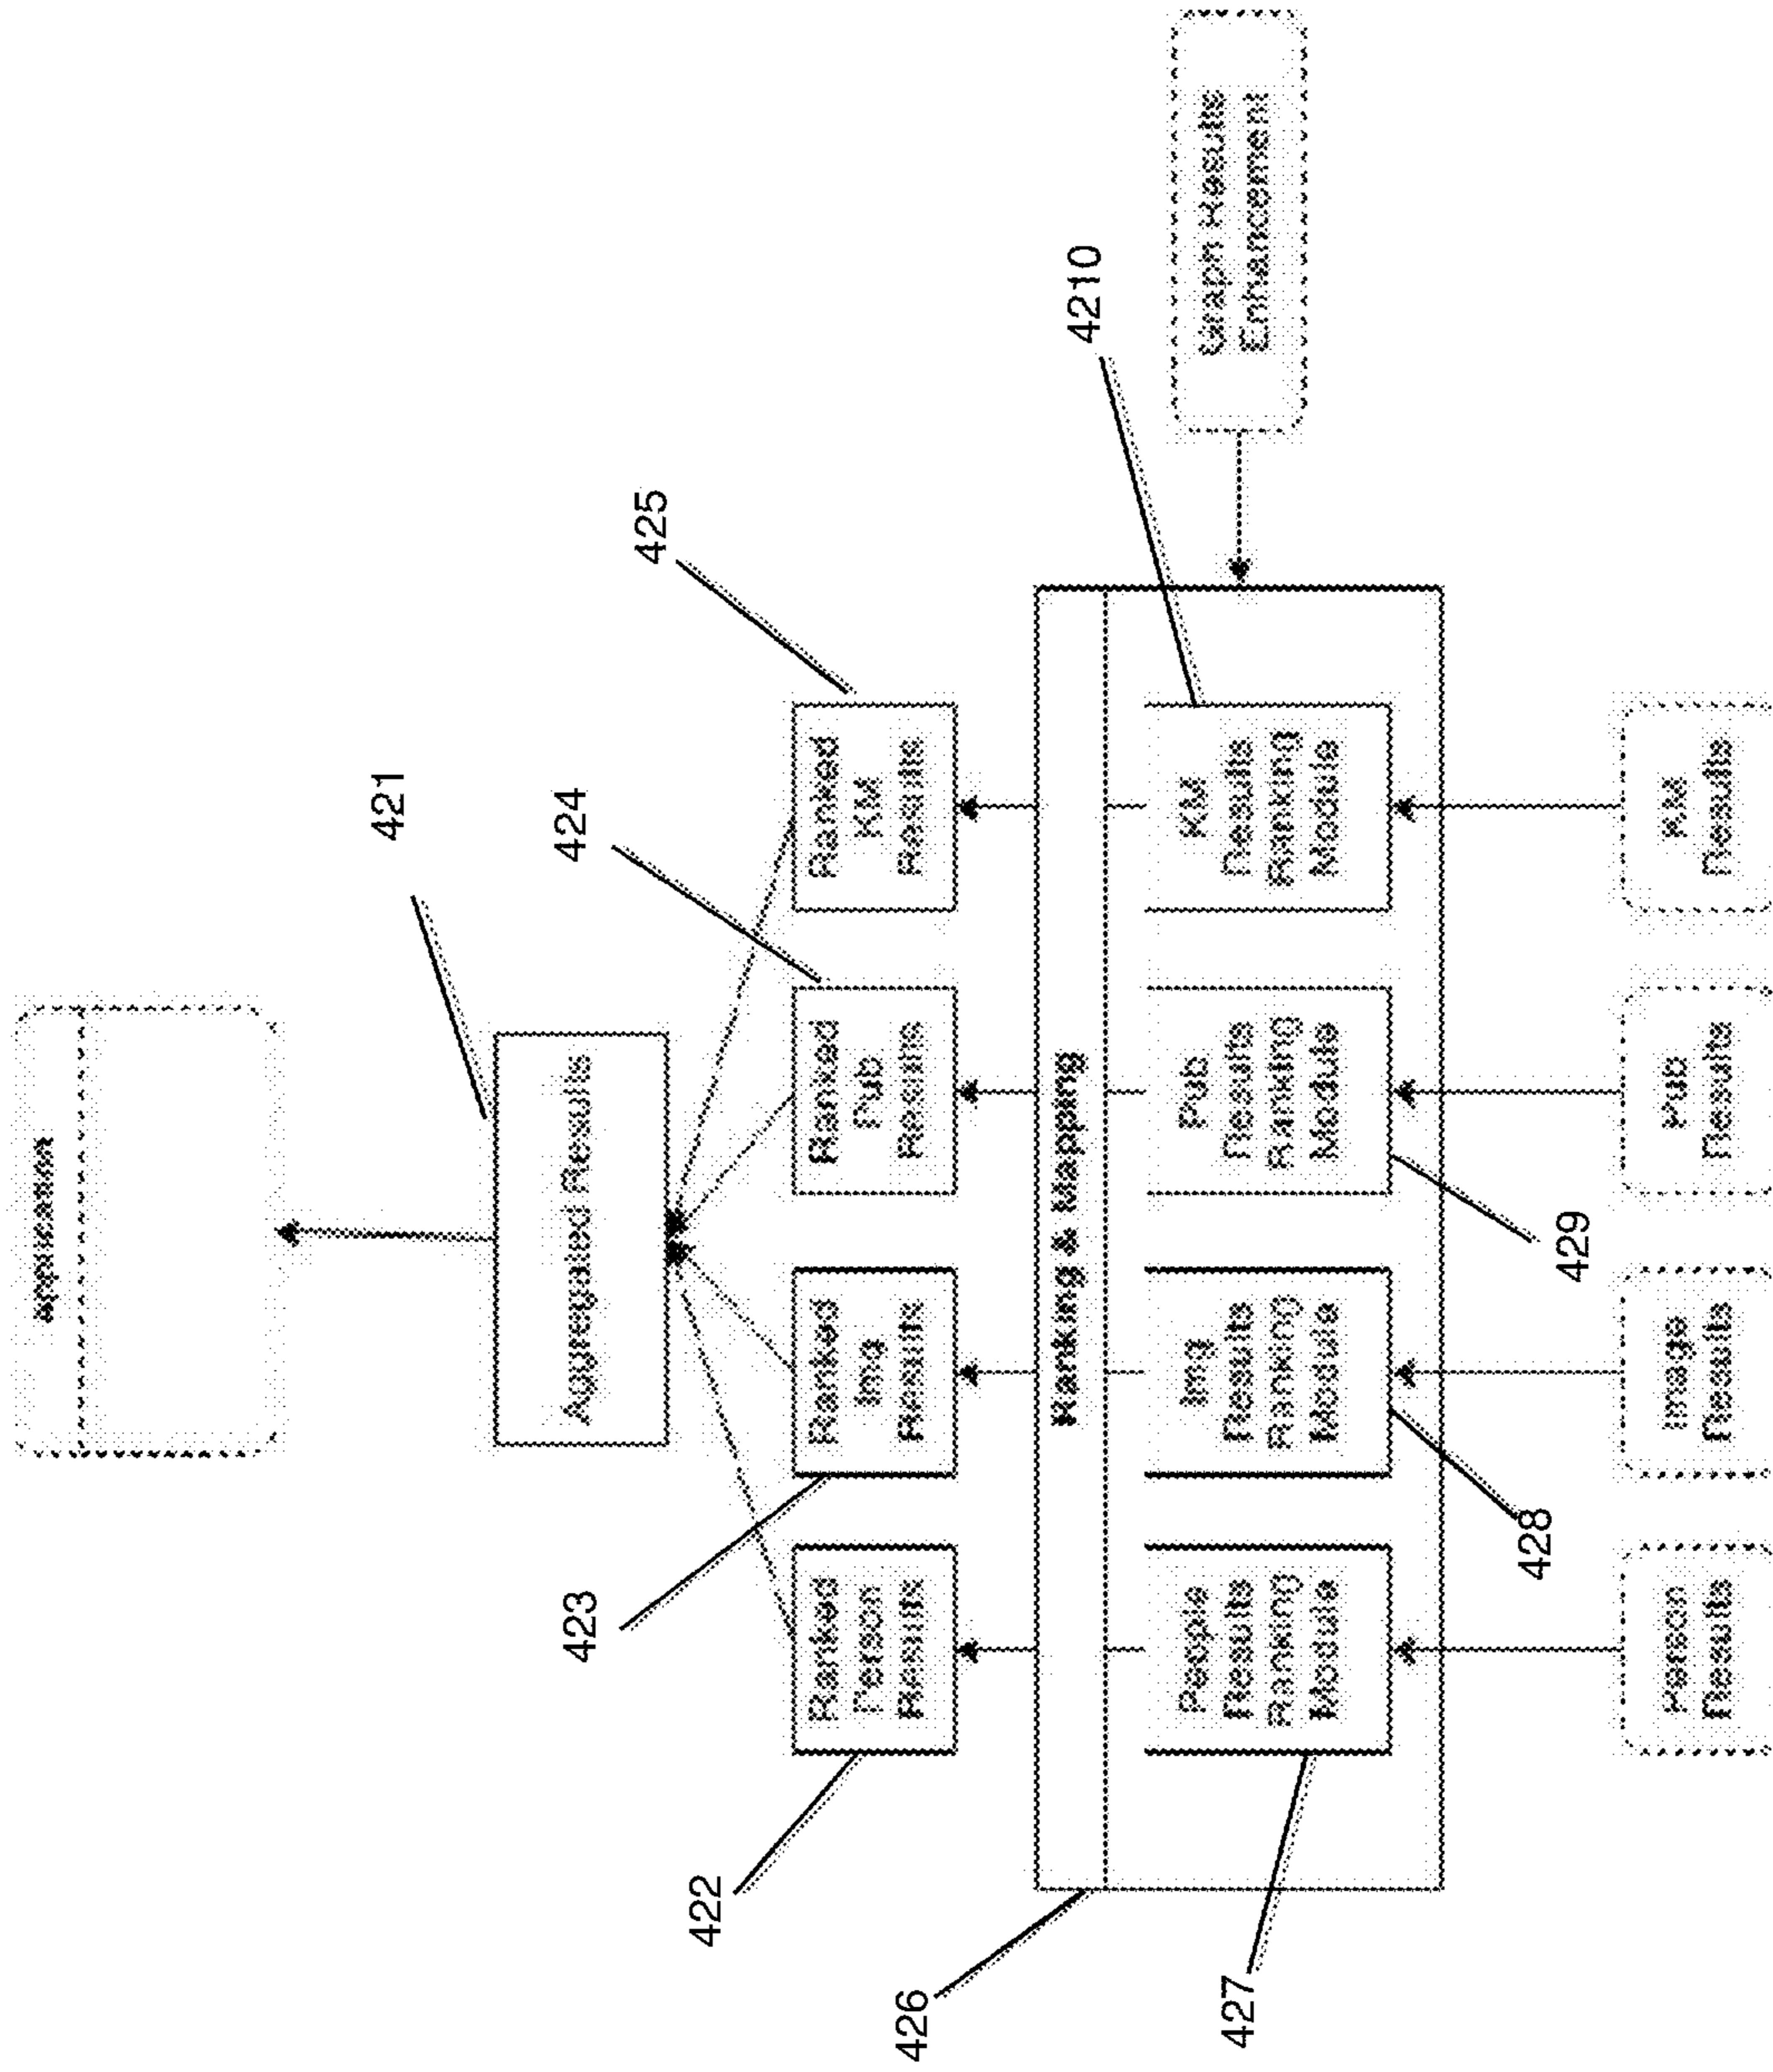 Application
421
Aggregated Results
422
423
424
425
Ranked
Person
Results
Ranked
Img
Results
Ranked
Pub
Results
Ranked
KM
Results
426
Ranking & Mapping
4210
People
Results
Ranking
Module
Img
Results
Ranking
Module
Pub
Results
Ranking
Module
KM
Results
Ranking
Module
Graph Results
Enhancement
427
428
429
Person
Results
Image
Results
Pub
Results
KM
Results